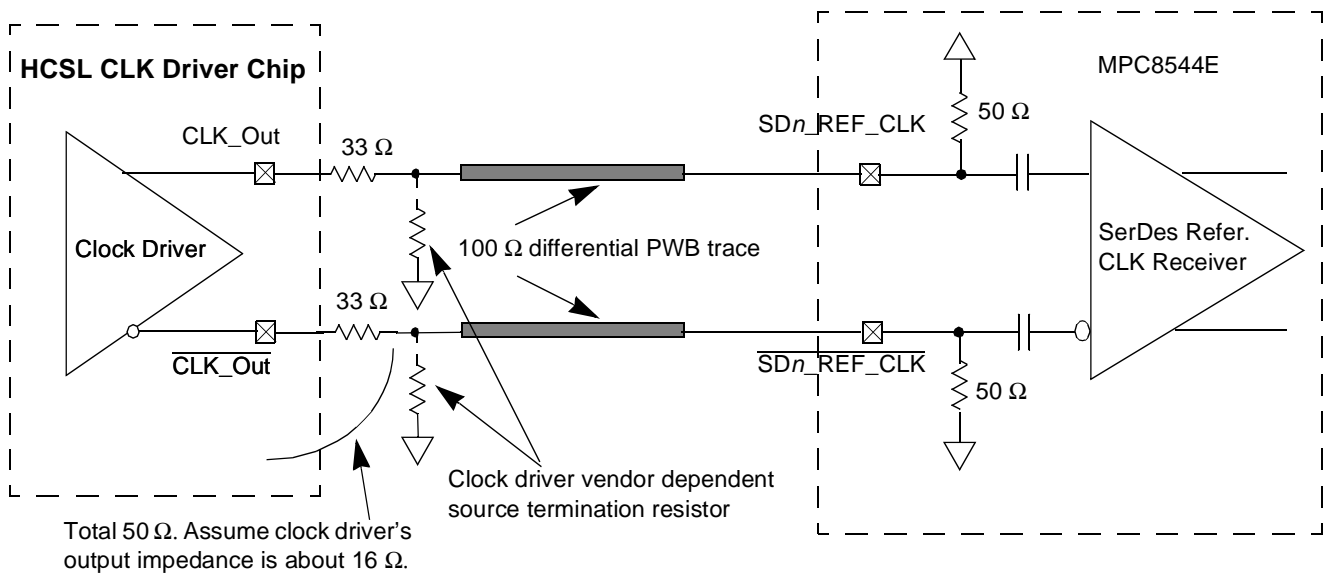 HCSL CLK Driver Chip
MPC8544E
CLK_Out
33 Ω
SDn_REF_CLK
50 Ω
Clock Driver
100 Ω differential PWB trace
SerDes Refer.
CLK Receiver
33 Ω
CLK_Out
SDn_REF_CLK
50 Ω
Clock driver vendor dependent
source termination resistor
Total 50 Ω. Assume clock driver's
output impedance is about 16 Ω.